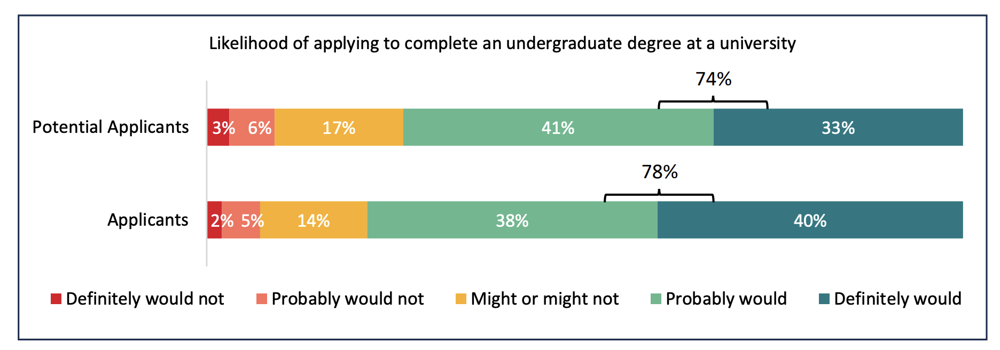 Likelihood of applying to complete an undergraduate degree at a university
74%
Potential Applicants 3% 6% 17% 41% 33%
78%
Applicants 2% 5% 14% 38% 40%
Definitely would not Probably would not Might or might not Probably would Definitely would